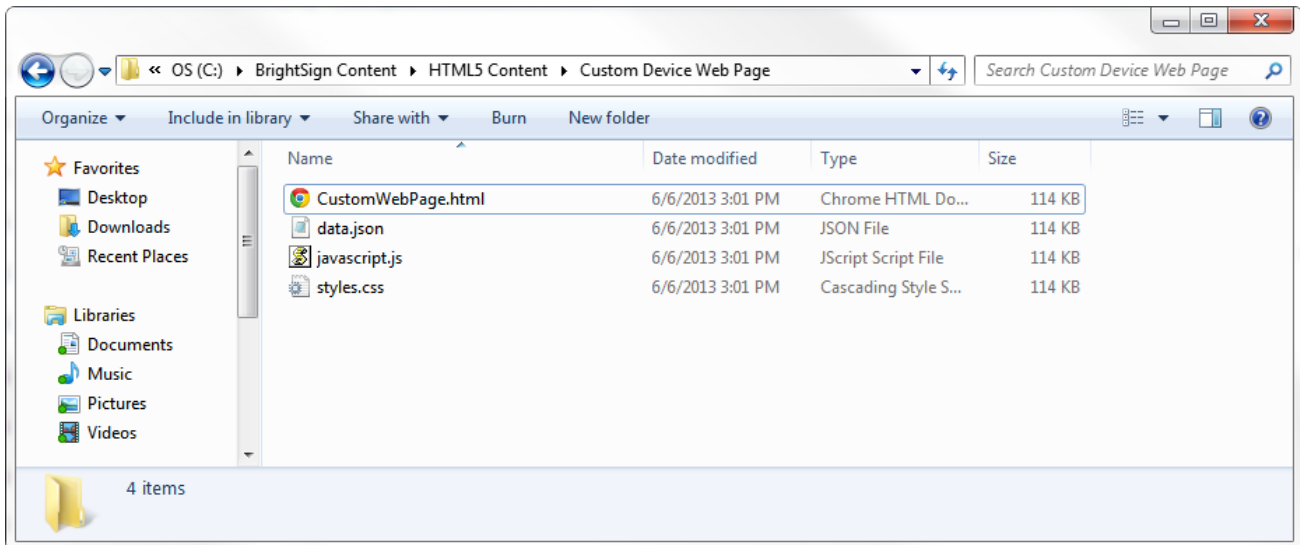 « OS (C:) ▸ BrightSign Content ▸ HTML5 Content ▸ Custom Device Web Page
Search Custom Device Web Page
Organize Include in library Share with Burn New folder
Favorites
Desktop
Downloads
Recent Places
Libraries
Documents
Music
Pictures
Videos
Name Date modified Type Size
CustomWebPage.html 6/6/2013 3:01 PM Chrome HTML Do... 114 KB
data.json 6/6/2013 3:01 PM JSON File 114 KB
javascript.js 6/6/2013 3:01 PM JScript Script File 114 KB
styles.css 6/6/2013 3:01 PM Cascading Style S... 114 KB
4 items